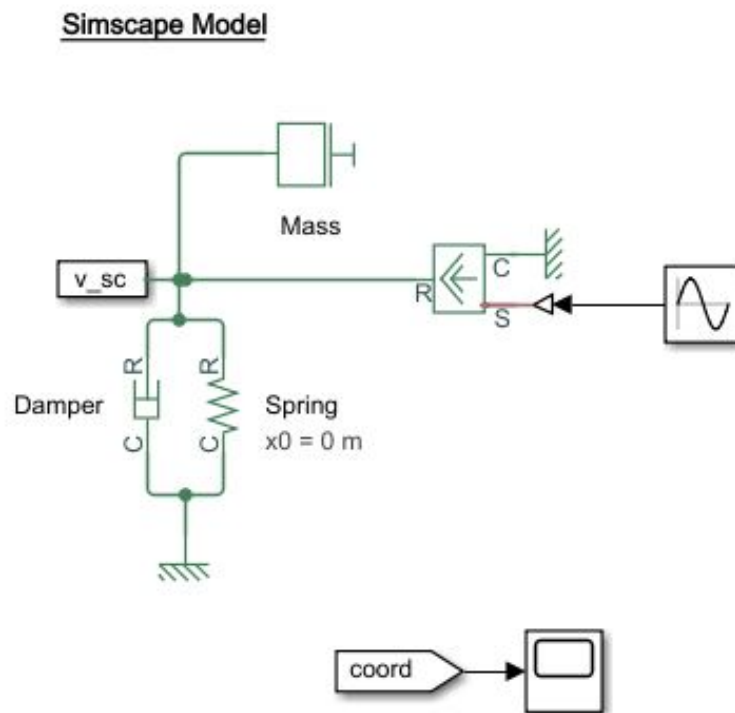 Simscape Model
Mass
v_sc
C
R
S
R
R
Damper
Spring
C
C
x0 = 0 m
coord